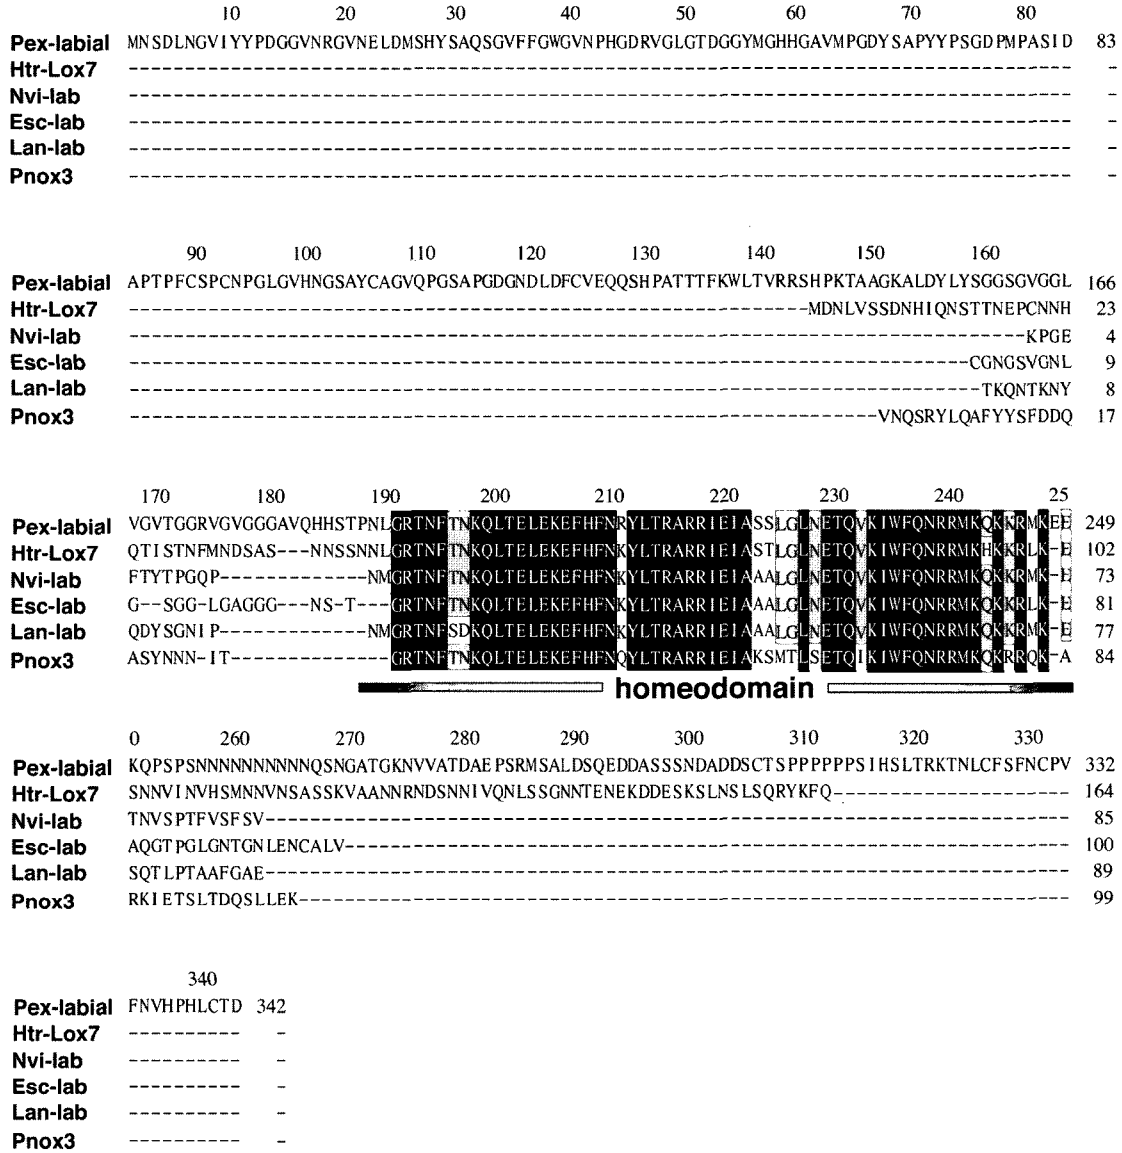 10 20 30 40 50 60 70 80
Pex-labial MNSDLNGVIYYPDGGVNRGVNELDMSHYSAQSGVFFGWGVNPHGDRVGLGTDGGYMGHHGAVMPGDYSAPYYPSGDPMPASID 83
Htr-Lox7 ----------------------------------------------------------------------------------- -
Nvi-lab ----------------------------------------------------------------------------------- -
Esc-lab ----------------------------------------------------------------------------------- -
Lan-lab ----------------------------------------------------------------------------------- -
Pnox3 ----------------------------------------------------------------------------------- -
90 100 110 120 130 140 150 160
Pex-labial APTPFCSPCNPGLGVHNGSAYCAGVQPGSAPGDGNDLDFCVEQQSHPATTTFKWLTVRRSHPKTAAGKALDYLYSGGSGVGGL 166
Htr-Lox7 ------------------------------------------------------------MDNLVSSDNHIQNSTTNEPCNNH 23
Nvi-lab -------------------------------------------------------------------------------KPGE 4
Esc-lab --------------------------------------------------------------------------CGNGSVGNL 9
Lan-lab ---------------------------------------------------------------------------TKQNTKNY 8
Pnox3 ------------------------------------------------------------------VNQSRYLQAFYYSFDDQ 17
170 180 190 200 210 220 230 240 25
Pex-labial VGVTGGRVGVGGGAVQHHSTPNLGRTNFTNKQLTELEKEFHFNRYLTRARRIEIASSLGLNETQVKIWFQNRRMKQKKRMKEE 249
Htr-Lox7 QTISTNFMNDSAS---NNSSNNLGRTNFTNKQLTELEKEFHFNKYLTRARRIEIASTLGLNETQVKIWFQNRRMKHKKRLK-E 102
Nvi-lab FTYTPGQP-------------NMGRTNFTNKQLTELEKEFHFNKYLTRARRIEIAAALGLNETQVKIWFQNRRMKQKKRMK-E 73
Esc-lab G--SGG-LGAGGG---NS-T---GRTNFTNKQLTELEKEFHFNKYLTRARRIEIAAALGLNETQVKIWFQNRRMKQKKRLK-E 81
Lan-lab QDYSGNIP-------------NMGRTNFSDKQLTELEKEFHFNKYLTRARRIEIAAALGLNETQVKIWFQNRRMKQKKRMK-E 77
Pnox3 ASYNNN-IT--------------GRTNFTNKQLTELEKEFHFNQYLTRARRIEIAKSMTLSETQIKIWFQNRRMKQKRRQK-A 84
homeodomain
0 260 270 280 290 300 310 320 330
Pex-labial KQPSPSNNNNNNNNNNQSNGATGKNVVATDAEPSRMSALDSQEDDASSSNDADDSCTSPPPPPPSIHSLTRKTNLCFSFNCPV 332
Htr-Lox7 SNNVINVHSMNNVNSASSKVAANNRNDSNNIVQNLSSGNNTENEKDDESKSLNSLSQRYKFQ--------------------- 164
Nvi-lab TNVSPTFVSFSV----------------------------------------------------------------------- 85
Esc-lab AQGTPGLGNTGNLENCALV---------------------------------------------------------------- 100
Lan-lab SQTLPTAAFGAE----------------------------------------------------------------------- 89
Pnox3 RKIETSLTDQSLLEK-------------------------------------------------------------------- 99
340
Pex-labial FNVHPHLCTD 342
Htr-Lox7 ---------- -
Nvi-lab ---------- -
Esc-lab ---------- -
Lan-lab ---------- -
Pnox3 ---------- -